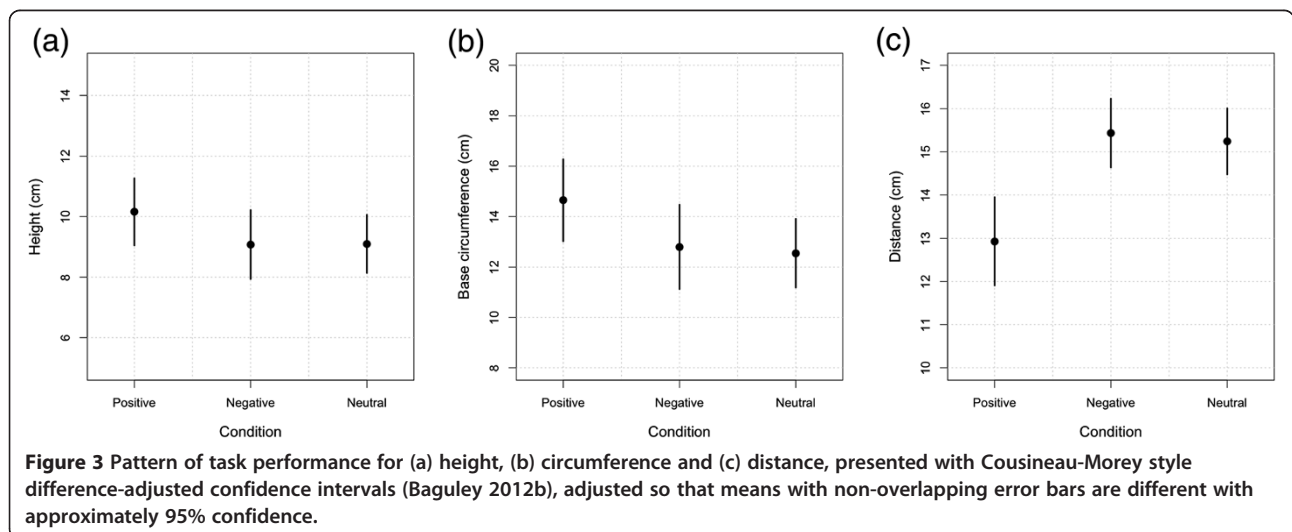 (a)
14
12
10
8
6
Height (cm)
Positive Negative Neutral
Condition
(b)
20
18
16
14
12
10
8
Base circumference (cm)
Positive Negative Neutral
Condition
(c)
17
16
15
14
13
12
11
10
Distance (cm)
Positive Negative Neutral
Condition
Figure 3 Pattern of task performance for (a) height, (b) circumference and (c) distance, presented with Cousineau-Morey style
difference-adjusted confidence intervals (Baguley 2012b), adjusted so that means with non-overlapping error bars are different with
approximately 95% confidence.